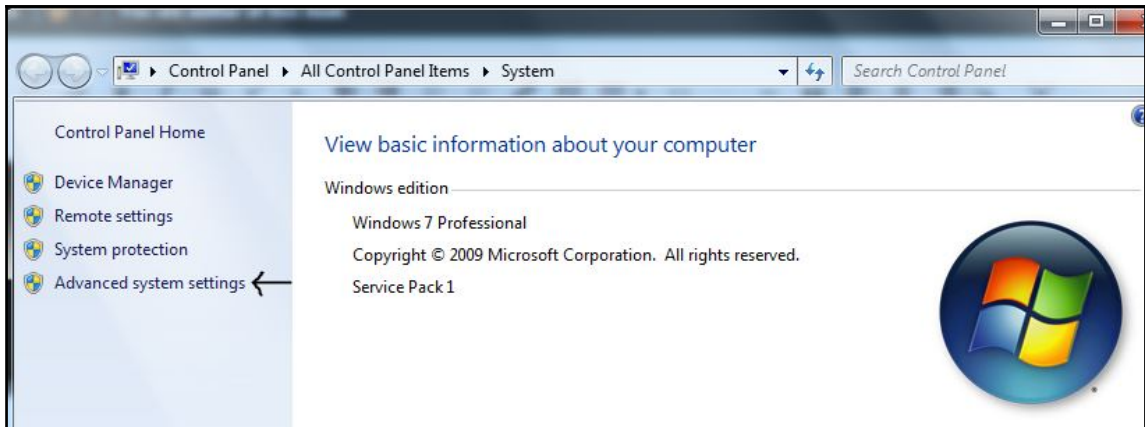 Control Panel All Control Panel Items System Search Control Panel
Control Panel Home
Device Manager
Remote settings
System protection
Advanced system settings
View basic information about your computer
Windows edition
Windows 7 Professional
Copyright © 2009 Microsoft Corporation. All rights reserved.
Service Pack 1